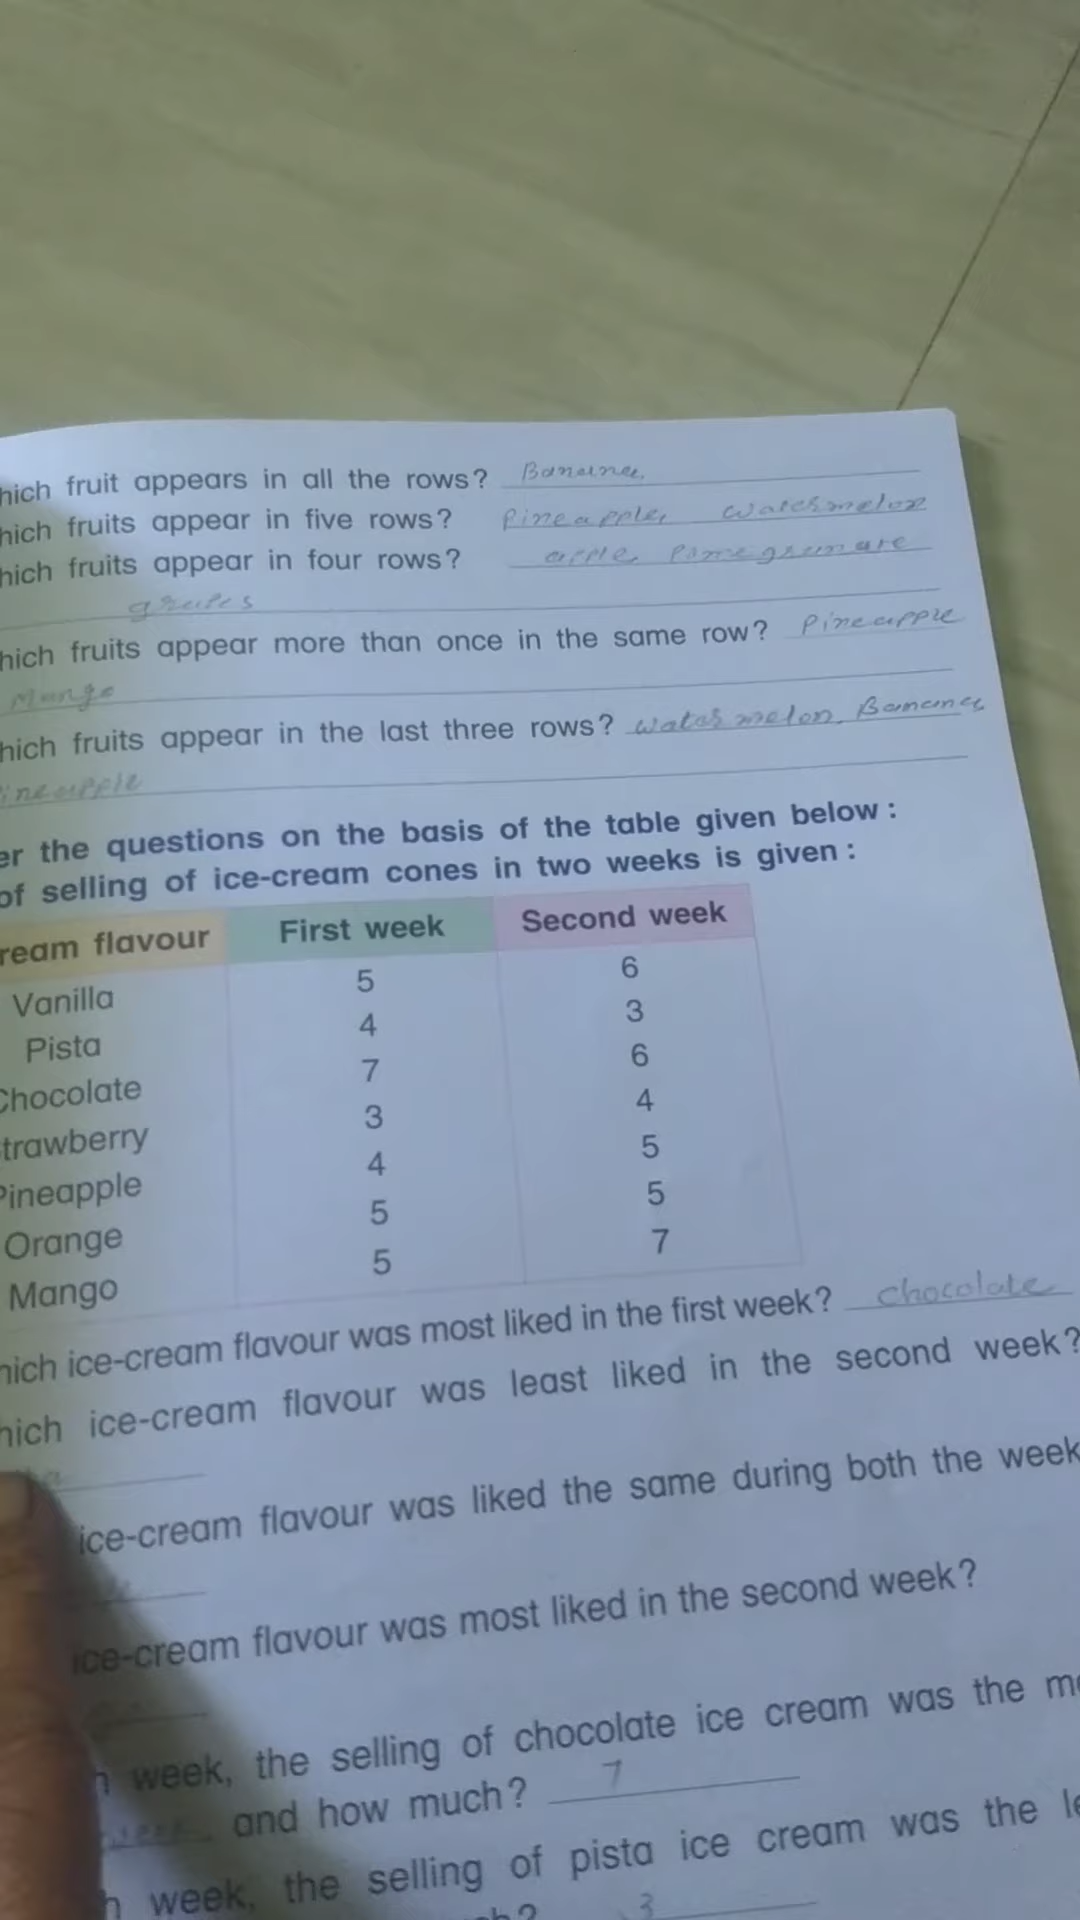 hich fruit appears in all the rows? Banana
hich fruits appear in five rows? Pineapple, watermelon
hich fruits appear in four rows? apple
hich fruits appear more than once in the same row? Pineapple
Mango
hich fruits appear in the last three rows? watermelon, Banana
ineapple
er the questions on the basis of the table given below :
of selling of ice-cream cones in two weeks is given :
ream flavour First week Second week
Vanilla 5 6
Pista 4 3
Chocolate 7 6
trawberry 3 4
Pineapple 4 5
Orange 5 5
Mango 5 7
hich ice-cream flavour was most liked in the first week? chocolate
hich ice-cream flavour was least liked in the second week?
ice-cream flavour was liked the same during both the week
ice-cream flavour was most liked in the second week?
week, the selling of chocolate ice cream was the mo
and how much? 7
h week, the selling of pista ice cream was the le
3